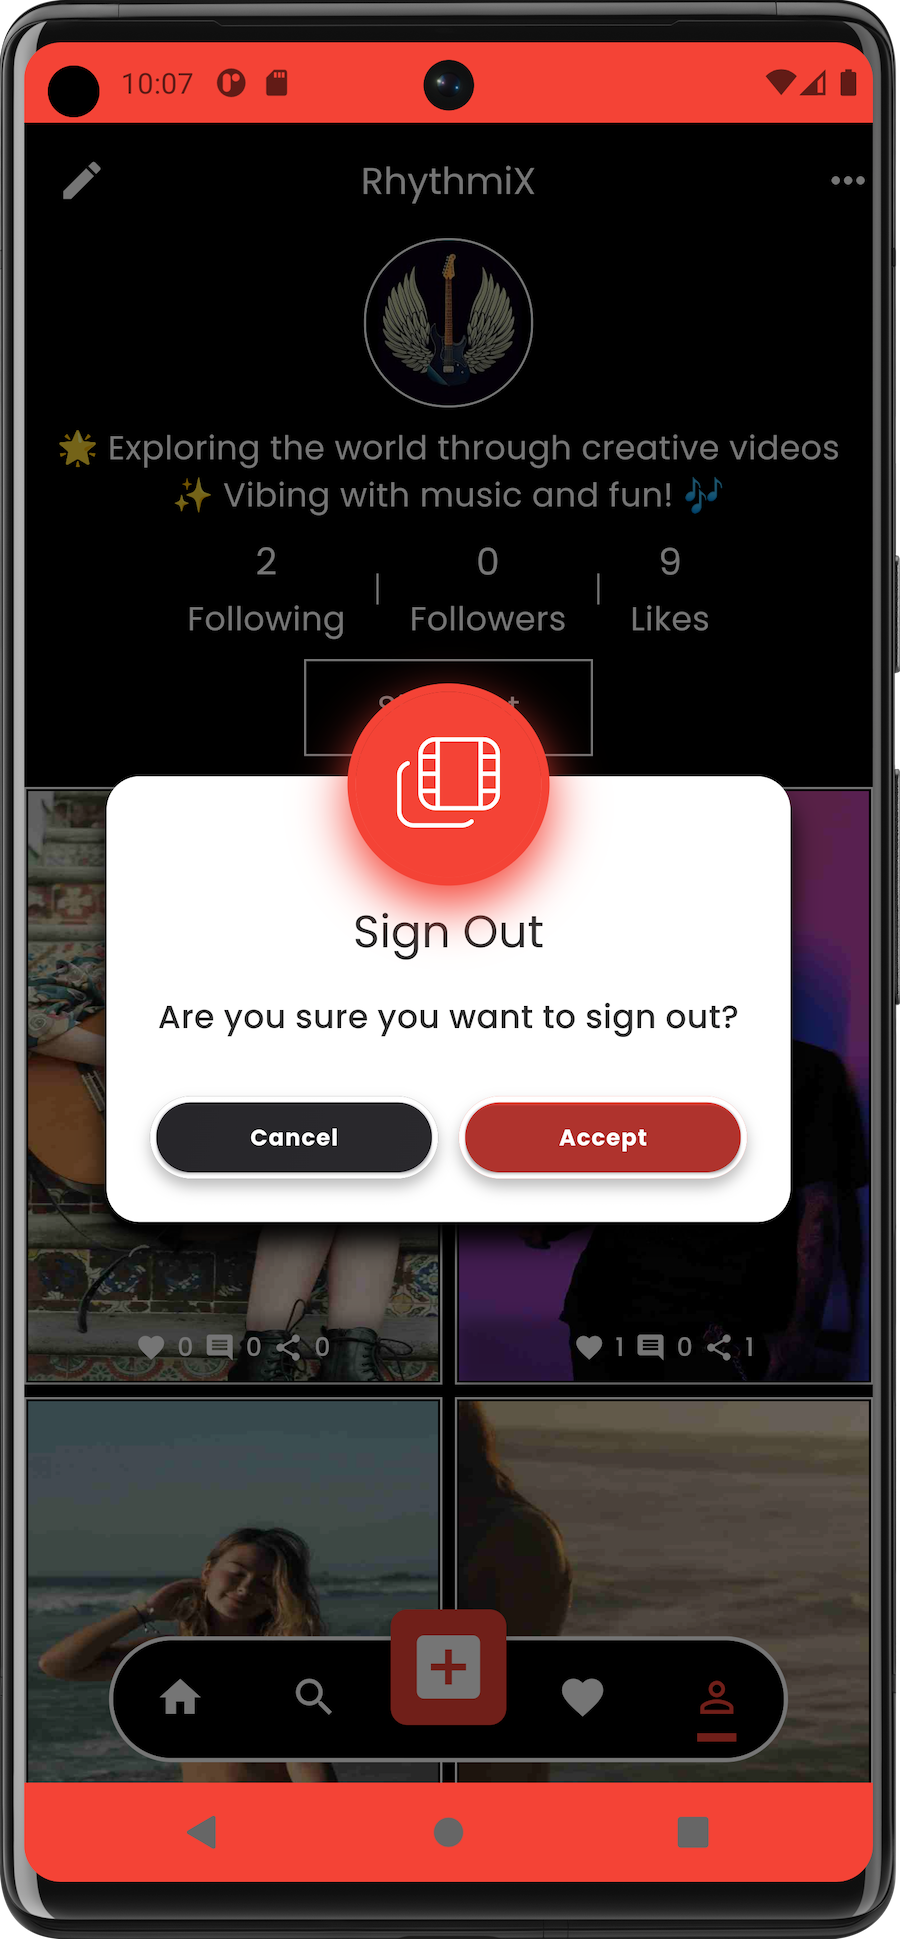 10:07
RhythmiX
🌟 Exploring the world through creative videos
✨ Vibing with music and fun! 🎶
2 | 0 | 9
Following Followers Likes
Sign Out
Are you sure you want to sign out?
Cancel Accept
0 0 0 1 0 1